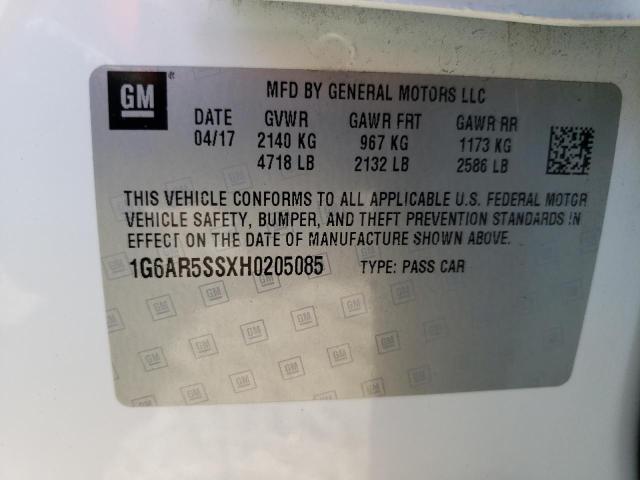 GM
MFD BY GENERAL MOTORS LLC
DATE GVWR GAWR FRT GAWR RR
04/17 2140 KG 967 KG 1173 KG
4718 LB 2132 LB 2586 LB
THIS VEHICLE CONFORMS TO ALL APPLICABLE U.S. FEDERAL MOTOR
VEHICLE SAFETY, BUMPER, AND THEFT PREVENTION STANDARDS IN
EFFECT ON THE DATE OF MANUFACTURE SHOWN ABOVE.
1G6AR5SSXH0205085 TYPE: PASS CAR